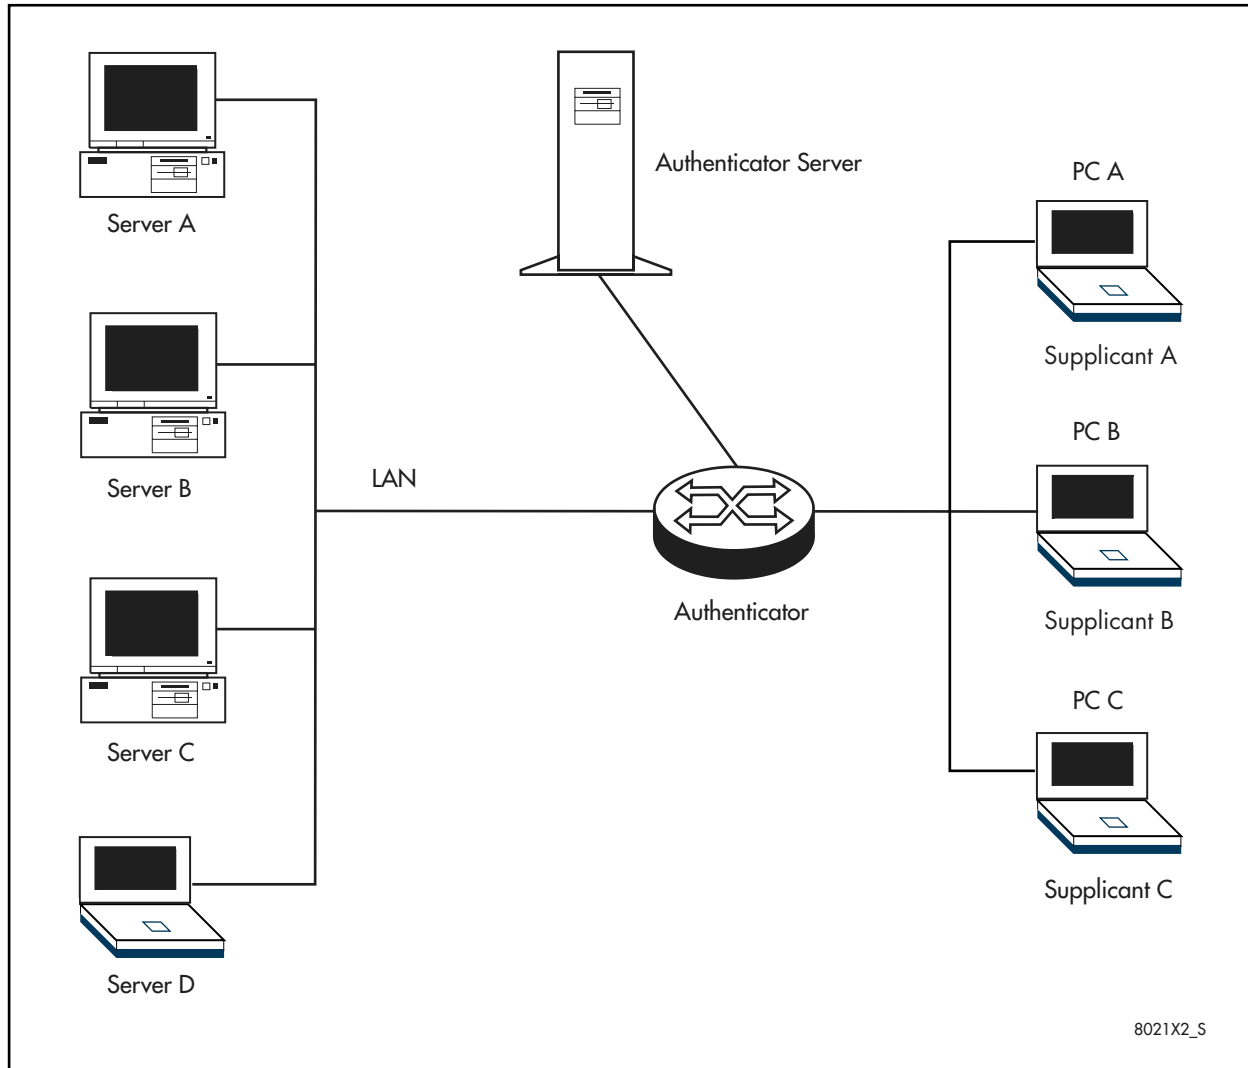 Server A
Authenticator Server
PC A
Supplicant A
Server B
LAN
PC B
Authenticator
Supplicant B
PC C
Server C
Supplicant C
Server D
8021X2_S